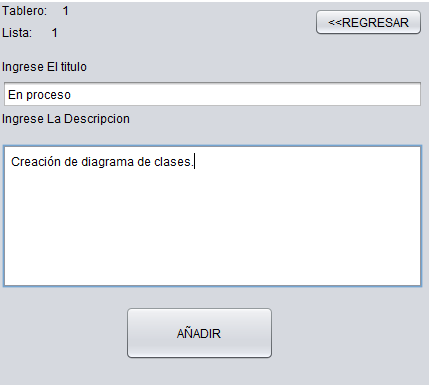 Tablero: 1
<<REGRESAR
Lista: 1
Ingrese El titulo
En proceso
Ingrese La Descripcion
Creación de diagrama de clases.
AÑADIR